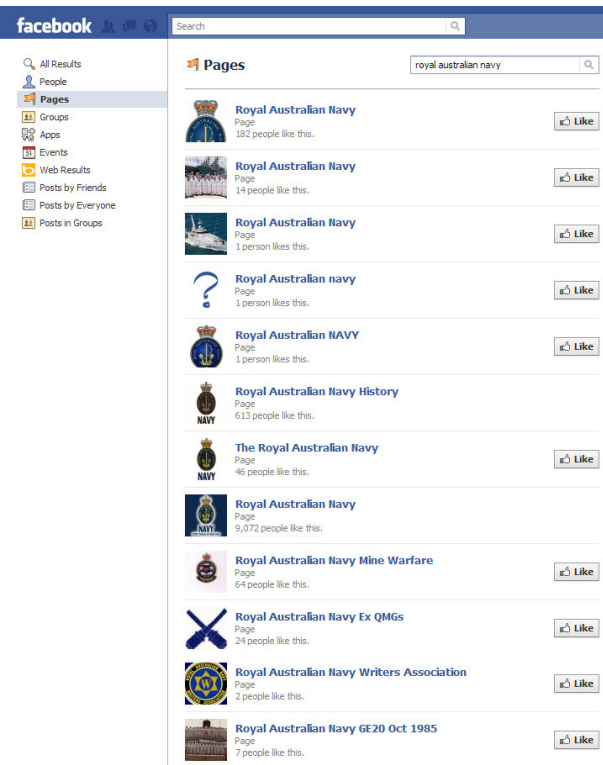 facebook
Search
All Results
People
Pages
Groups
Apps
31
Events
Web Results
Posts by Friends
Posts by Everyone
Posts in Groups
Pages
royal australian navy
Royal Australian Navy
Page
182 people like this.
Like
Royal Australian Navy
Page
14 people like this.
Like
Royal Australian Navy
Page
1 person likes this.
Like
?
Royal Australian navy
Page
1 person likes this.
Like
Royal Australian NAVY
Page
1 person likes this.
Like
NAVY
Royal Australian Navy History
Page
613 people like this.
Like
NAVY
The Royal Australian Navy
Page
46 people like this.
Like
NAVY
Royal Australian Navy
Page
9,072 people like this.
Royal Australian Navy Mine Warfare
Page
64 people like this.
Like
Royal Australian Navy Ex QMGs
Page
24 people like this.
Like
W
Royal Australian Navy Writers Association
Page
2 people like this.
Like
Royal Australian Navy GE20 Oct 1985
Page
7 people like this.
Like